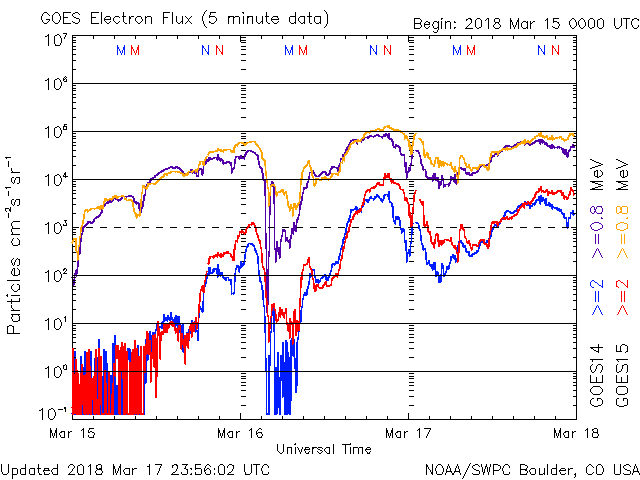 GOES Electron Flux (5 minute data)
Begin: 2018 Mar 15 0000 UTC
M M N N M M N N M M N N
10⁷
10⁶
10⁵
10⁴
10³
10²
10¹
10⁰
10⁻¹
Particles cm⁻²s⁻¹sr⁻¹
Mar 15 Mar 16 Mar 17 Mar 18
Universal Time
GOES14 >=2 >=0.8 MeV
GOES15 >=2 >=0.8 MeV
Updated 2018 Mar 17 23:56:02 UTC
NOAA/SWPC Boulder, CO USA